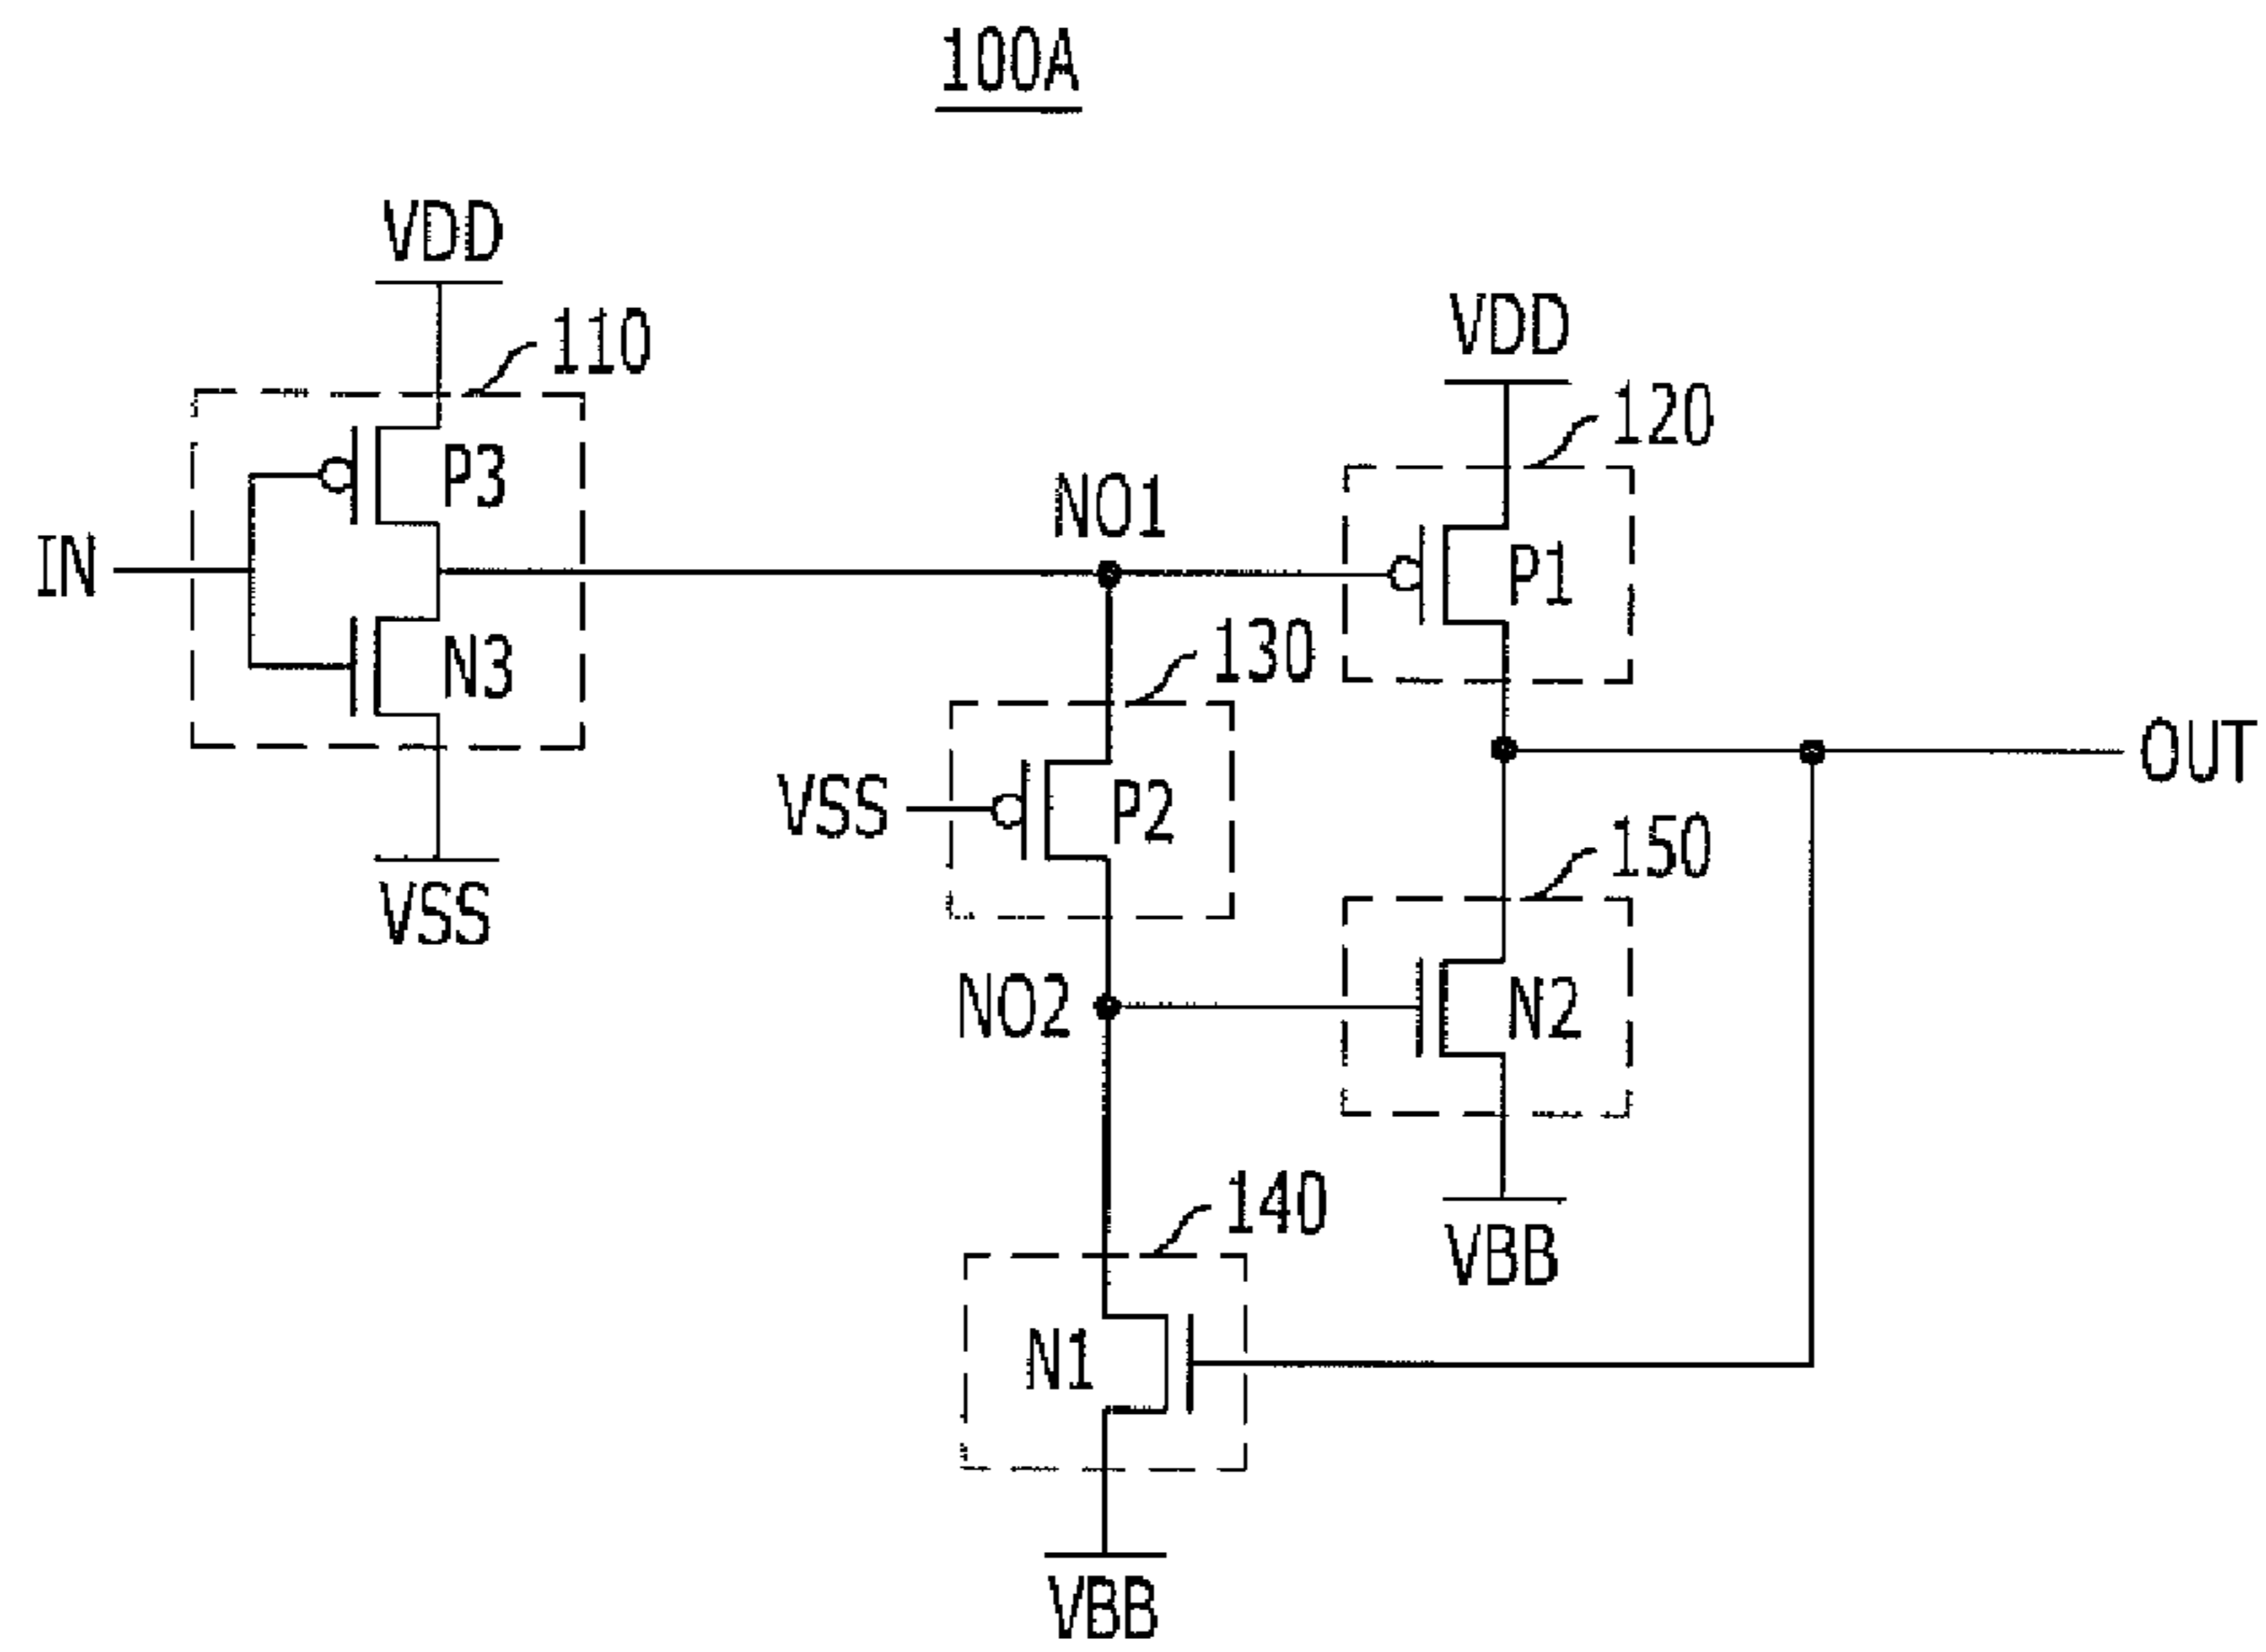 100A
VDD
110
VDD
120
P3
NO1
IN
P1
130
N3
OUT
VSS
P2
150
VSS
NO2
N2
140
VBB
N1
VBB